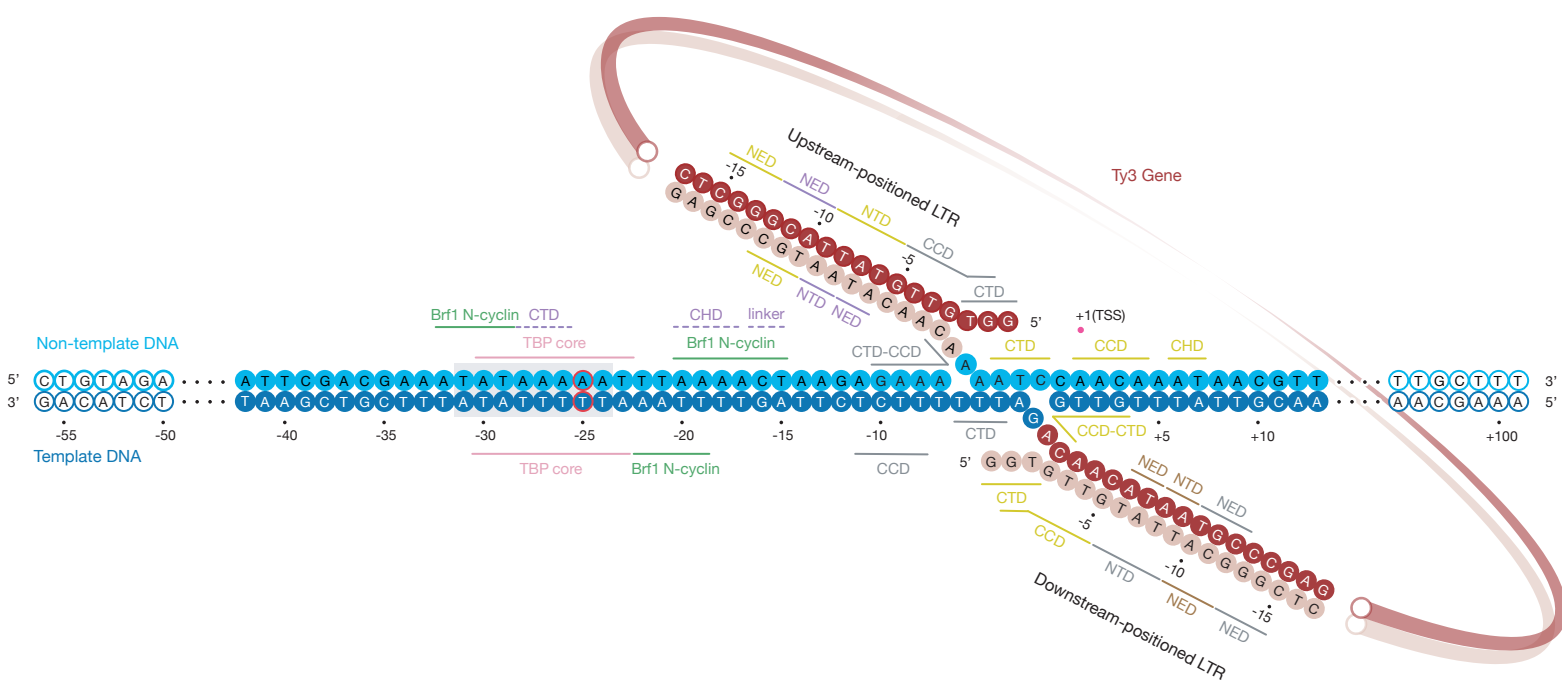 Upstream-positioned LTR
NED
-15
NED
-10
NTD
CCD
-5
CTD
Ty3 Gene
C T C G G G C A T T A T G T T G T G G 5'
G A G C C C G T A A T A C A A C A
NED
NTD NED
CTD-CCD
+1(TSS)
Brf1 N-cyclin CTD CHD linker
TBP core Brf1 N-cyclin CTD CCD CHD
Non-template DNA
5' C T G T A G A .... A T T C G A C G A A A T A T A A A A A T T T A A A A C T A A G A G A A A A A A T C C A A C A A A T A A C G T T .... T T G C T T T 3'
3' G A C A T C T .... T A A G C T G C T T T A T A T T T T T A A A T T T T G A T T C T C T T T T T T A G G T T G T T T A T T G C A A .... A A C G A A A 5'
-55 -50 -40 -35 -30 -25 -20 -15 -10 +5 +10 +100
Template DNA
TBP core Brf1 N-cyclin CCD CTD CCD-CTD
A C A A C A T A A T G C C C G A G
5' G G T G T T G T A T T A C G G G C T C
NED NTD NED
CTD
CCD
-5
NTD
-10
NED
-15
NED
Downstream-positioned LTR